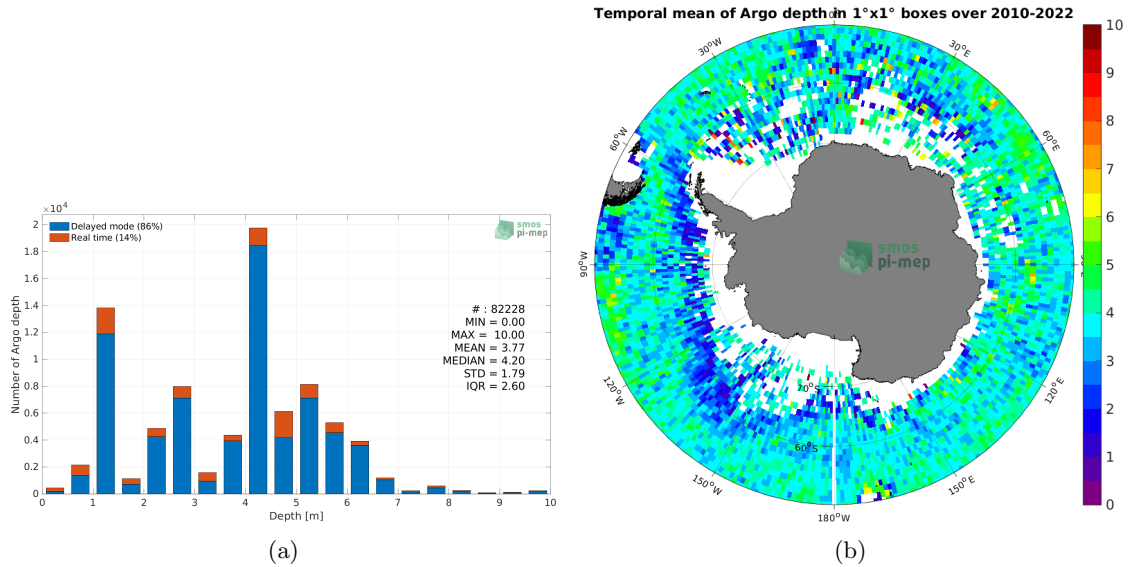 ×10⁴
2
1.8
1.6
1.4
1.2
1
0.8
0.6
0.4
0.2
0
Number of Argo depth
Delayed mode (86%)
Real time (14%)
smos
pi-mep
# : 82228
MIN = 0.00
MAX = 10.00
MEAN = 3.77
MEDIAN = 4.20
STD = 1.79
IQR = 2.60
0 1 2 3 4 5 6 7 8 9 10
Depth [m]
(a)
Temporal mean of Argo depth in 1°x1° boxes over 2010-2022
30°W
30°E
60°W
60°E
90°W
smos
pi-mep
120°W
120°E
70°S
60°S
150°W
150°E
180°W
10
9
8
7
6
5
4
3
2
1
0
(b)